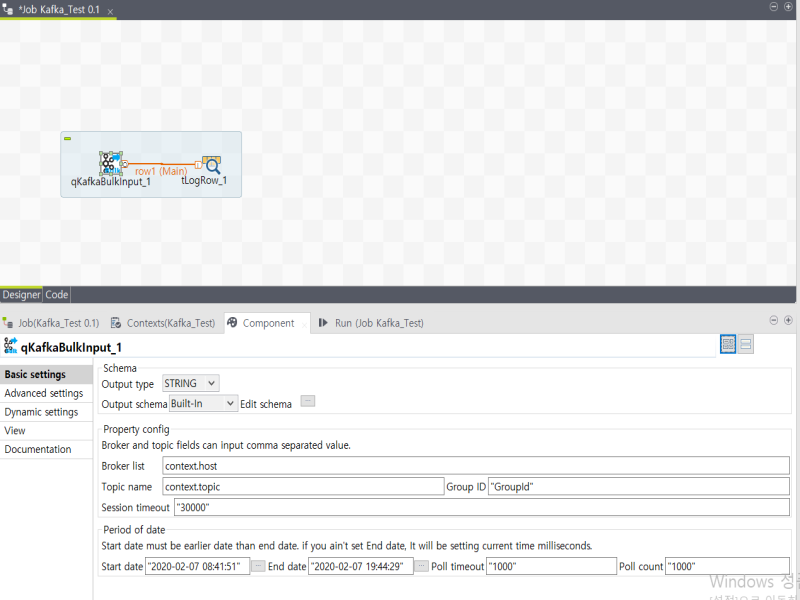 *Job Kafka_Test 0.1
row1 (Main)
qKafkaBulkInput_1
tLogRow_1
Designer Code
Job(Kafka_Test 0.1) Contexts(Kafka_Test) Component Run (Job Kafka_Test)
qKafkaBulkInput_1
Basic settings
Advanced settings
Dynamic settings
View
Documentation
Schema
Output type STRING
Output schema Built-In Edit schema ...
Property config
Broker and topic fields can input comma separated value.
Broker list context.host
Topic name context.topic Group ID "GroupId"
Session timeout "30000"
Period of date
Start date must be earlier date than end date. if you ain't set End date, It will be setting current time milliseconds.
Start date "2020-02-07 08:41:51" ... End date "2020-02-07 19:44:29" ... Poll timeout "1000" Poll count "1000"
Windows 정